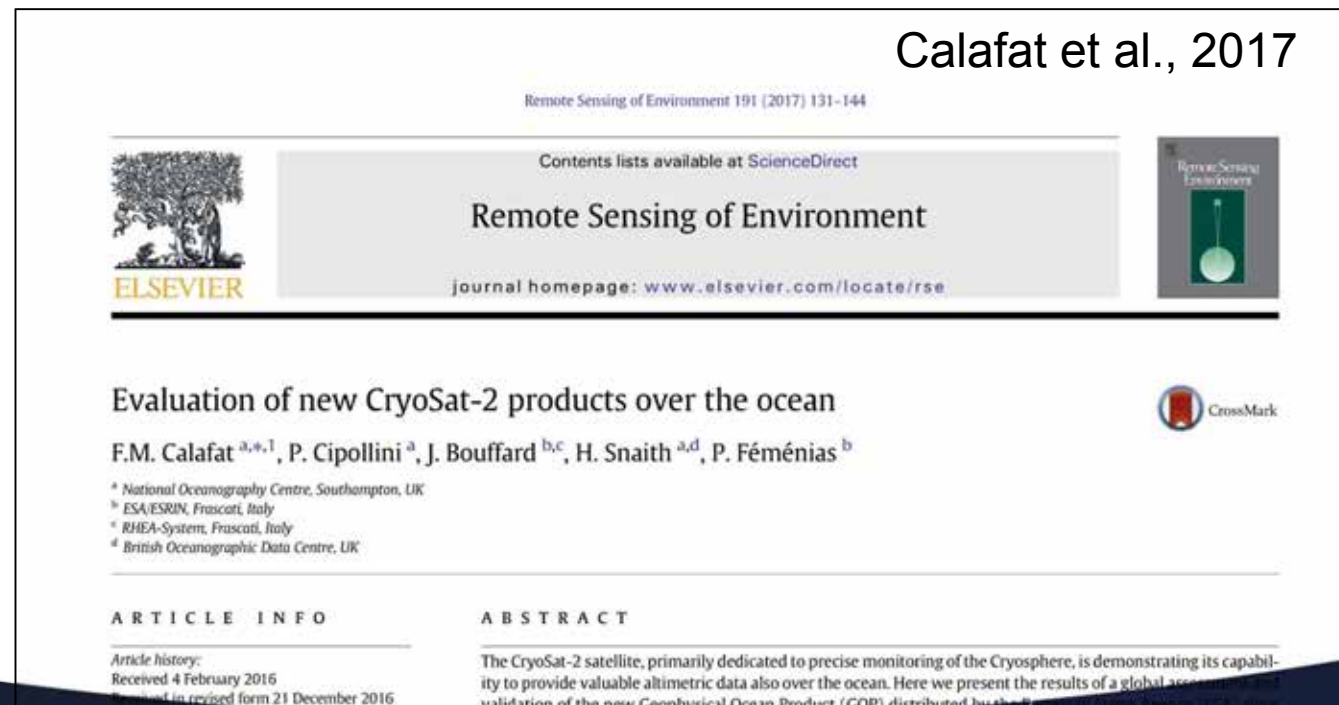 Calafat et al., 2017
Remote Sensing of Environment 191 (2017) 131–144
Contents lists available at ScienceDirect
Remote Sensing of Environment
journal homepage: www.elsevier.com/locate/rse
ELSEVIER
Remote Sensing
Environment
Evaluation of new CryoSat-2 products over the ocean
CrossMark
F.M. Calafat a,*,1, P. Cipollini a, J. Bouffard b,c, H. Snaith a,d, P. Féménias b
a National Oceanography Centre, Southampton, UK
b ESA/ESRIN, Frascati, Italy
c RHEA-System, Frascati, Italy
d British Oceanographic Data Centre, UK
ARTICLE INFO
Article history:
Received 4 February 2016
in revised form 21 December 2016
ABSTRACT
The CryoSat-2 satellite, primarily dedicated to precise monitoring of the Cryosphere, is demonstrating its capabil-
ity to provide valuable altimetric data also over the ocean. Here we present the results of a global
validation of the new Geophysical Ocean Product (GOP) distributed by